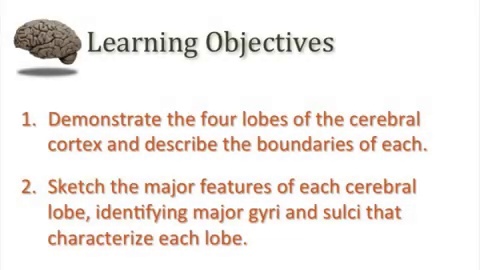 Learning Objectives
1. Demonstrate the four lobes of the cerebral
cortex and describe the boundaries of each.
2. Sketch the major features of each cerebral
lobe, identifying major gyri and sulci that
characterize each lobe.